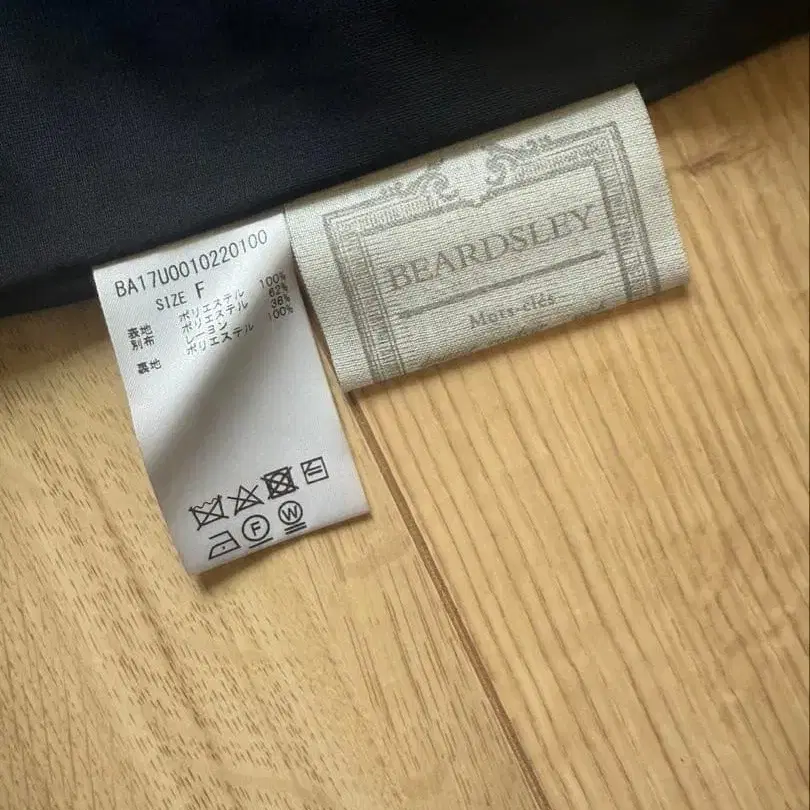 BA17U0010220100
SIZE F
表地 ポリエステル 100%
別布 ポリエステル 62%
レーヨン 38%
裏地 ポリエステル 100%
F W
BEARDSLEY
Mots-clés